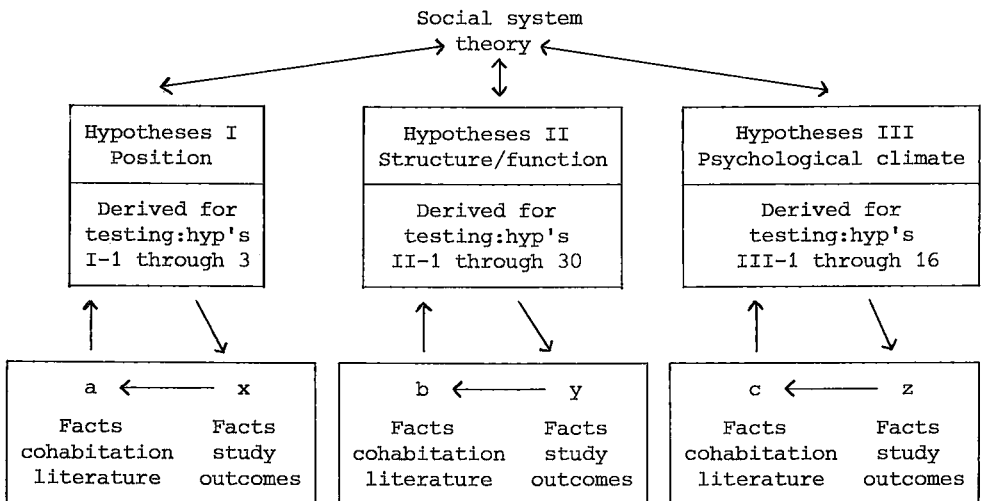 Social system
theory
Hypotheses I
Position
Derived for
testing:hyp's
I-1 through 3
Hypotheses II
Structure/function
Derived for
testing:hyp's
II-1 through 30
Hypotheses III
Psychological climate
Derived for
testing:hyp's
III-1 through 16
a x
Facts Facts
cohabitation study
literature outcomes
b y
Facts Facts
cohabitation study
literature outcomes
c z
Facts Facts
cohabitation study
literature outcomes